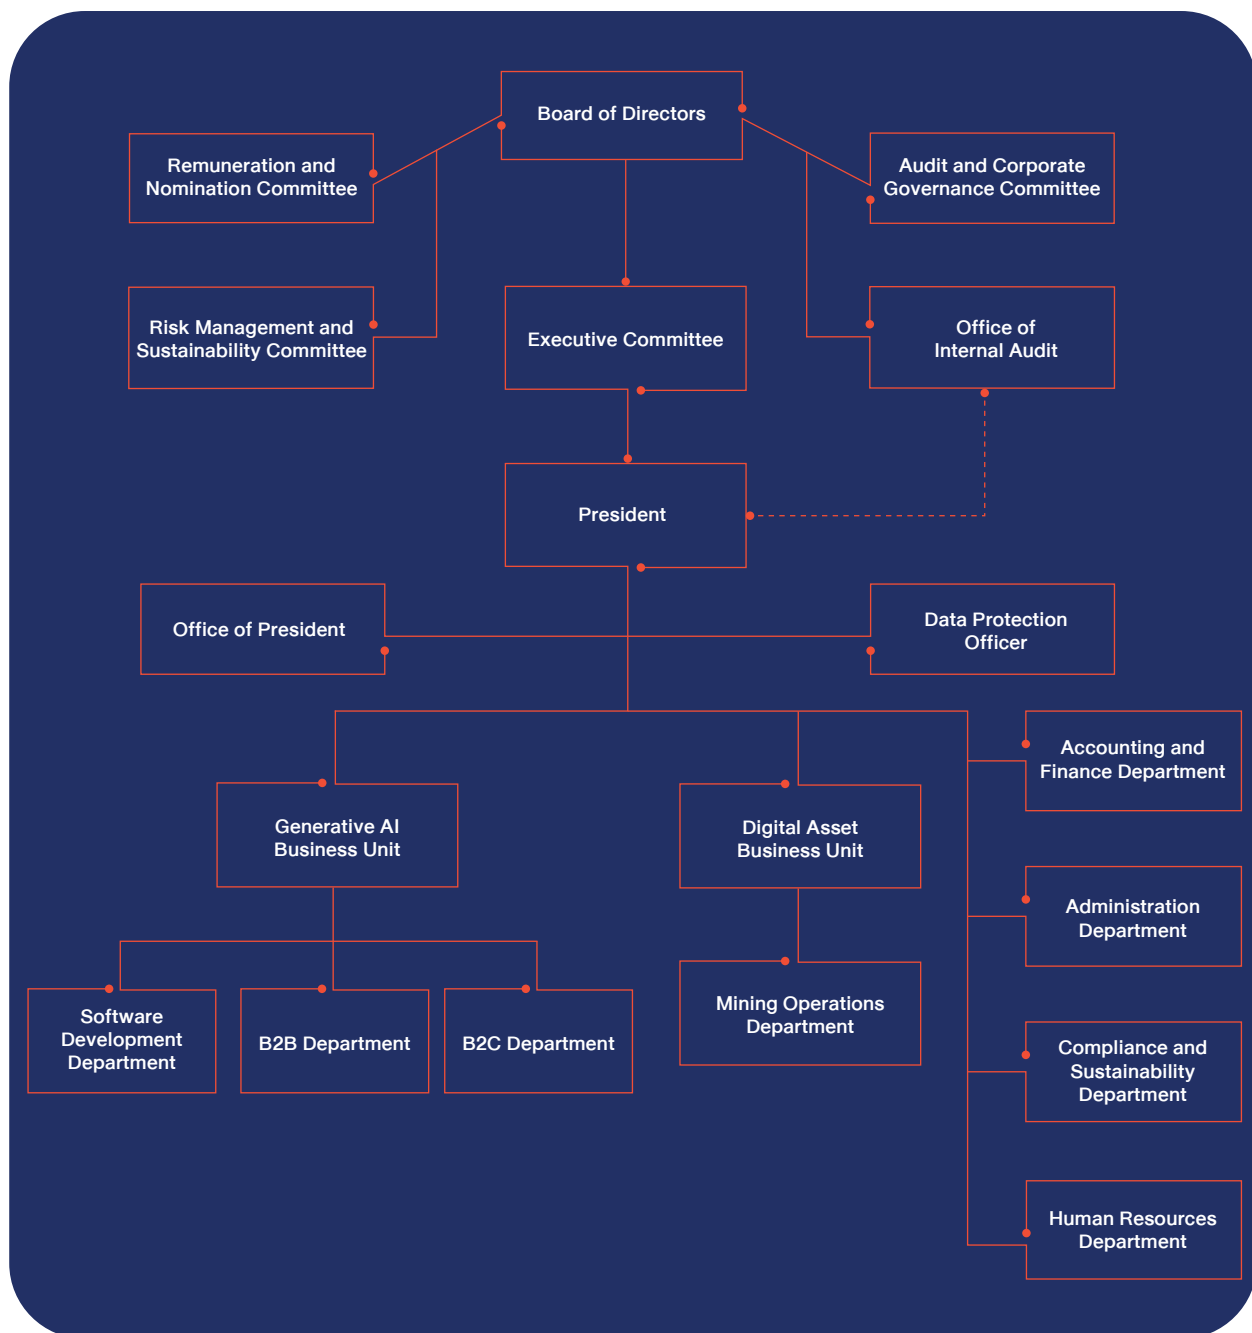 Board of Directors
Remuneration and
Nomination Committee
Audit and Corporate
Governance Committee
Risk Management and
Sustainability Committee
Executive Committee
Office of
Internal Audit
President
Office of President
Data Protection
Officer
Generative AI
Business Unit
Digital Asset
Business Unit
Accounting and
Finance Department
Administration
Department
Software
Development
Department
B2B Department
B2C Department
Mining Operations
Department
Compliance and
Sustainability
Department
Human Resources
Department